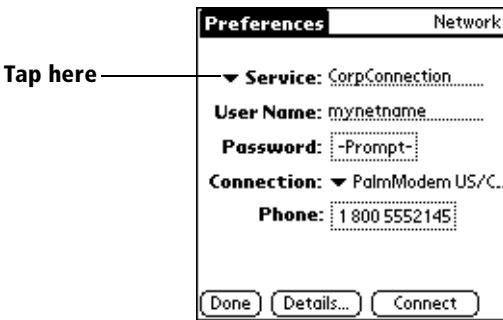 Preferences Network
Tap here
Service: CorpConnection
User Name: mynetname
Password: -Prompt-
Connection: PalmModem US/C..
Phone: 1 800 5552145
Done Details... Connect